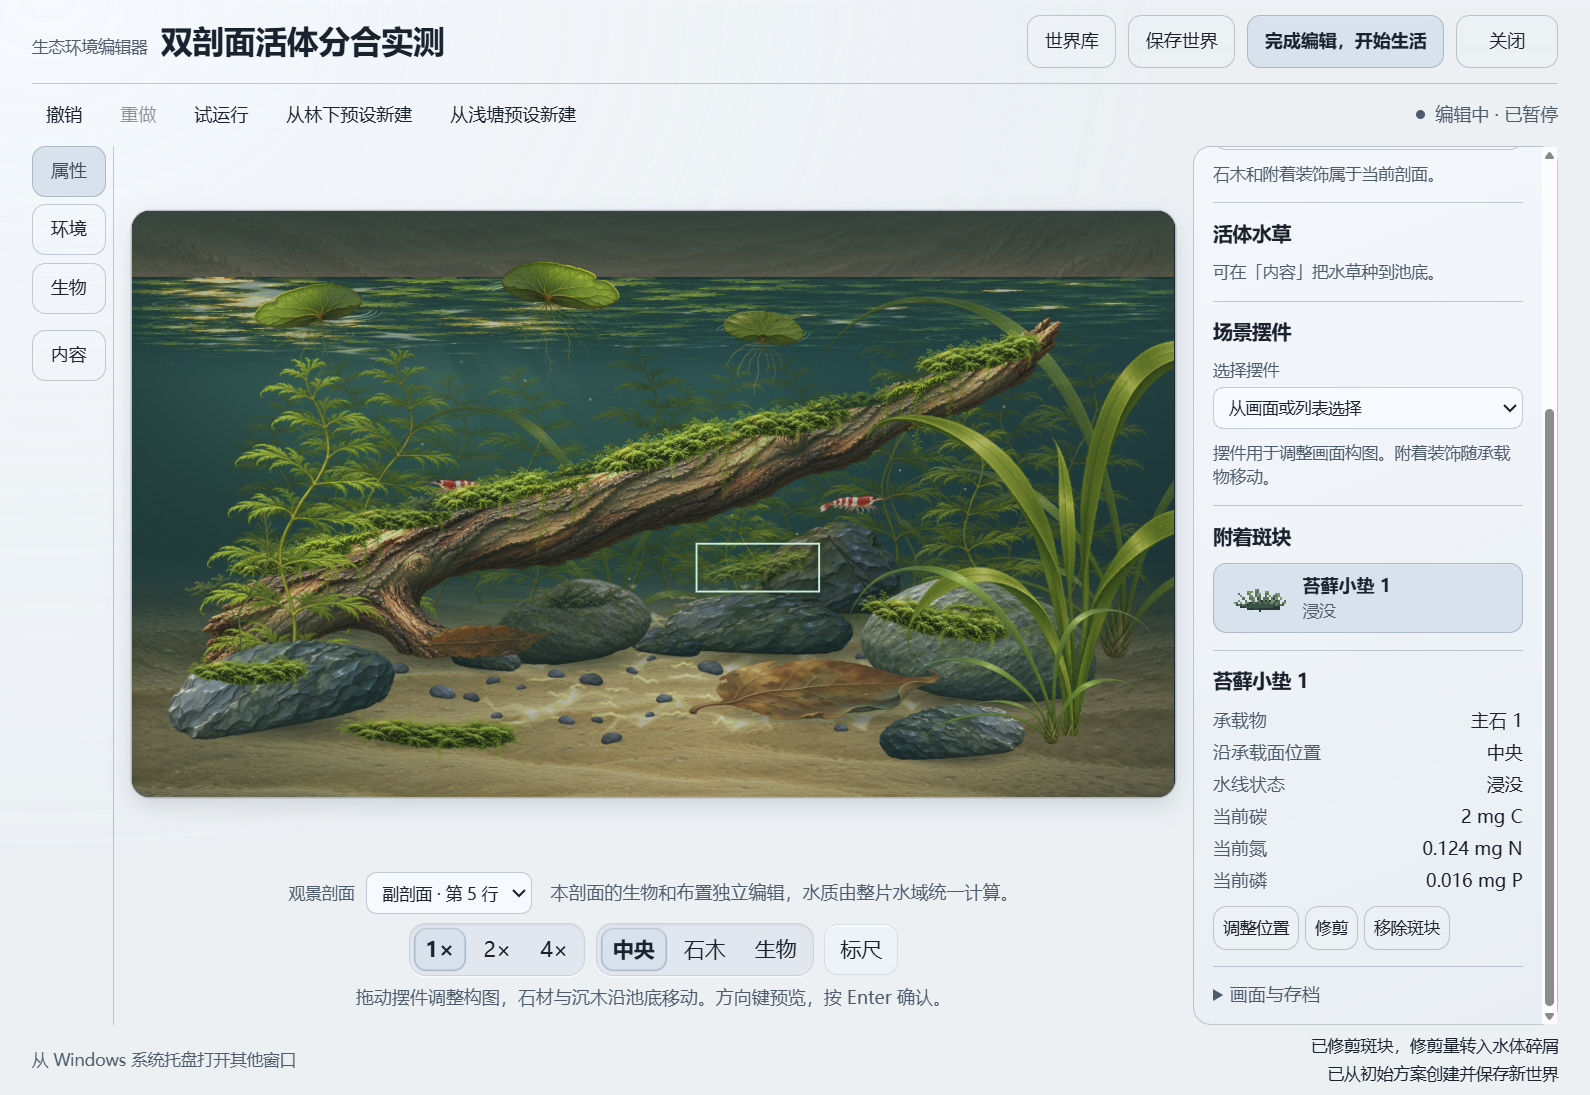 生态环境编辑器 双剖面活体分合实测
世界库
保存世界
完成编辑，开始生活
关闭
撤销
重做
试运行
从林下预设新建
从浅塘预设新建
编辑中 · 已暂停
属性
环境
生物
内容
石木和附着装饰属于当前剖面。
活体水草
可在「内容」把水草种到池底。
场景摆件
选择摆件
从画面或列表选择
摆件用于调整画面构图。附着装饰随承载
物移动。
附着斑块
苔藓小垫 1
浸没
苔藓小垫 1
承载物 主石 1
沿承载面位置 中央
水线状态 浸没
当前碳 2 mg C
当前氮 0.124 mg N
当前磷 0.016 mg P
调整位置 修剪 移除斑块
画面与存档
观景剖面 副剖面 · 第 5 行 本剖面的生物和布置独立编辑，水质由整片水域统一计算。
1× 2× 4× 中央 石木 生物 标尺
拖动摆件调整构图，石材与沉木沿池底移动。方向键预览，按 Enter 确认。
从 Windows 系统托盘打开其他窗口
已修剪斑块，修剪量转入水体碎屑
已从初始方案创建并保存新世界